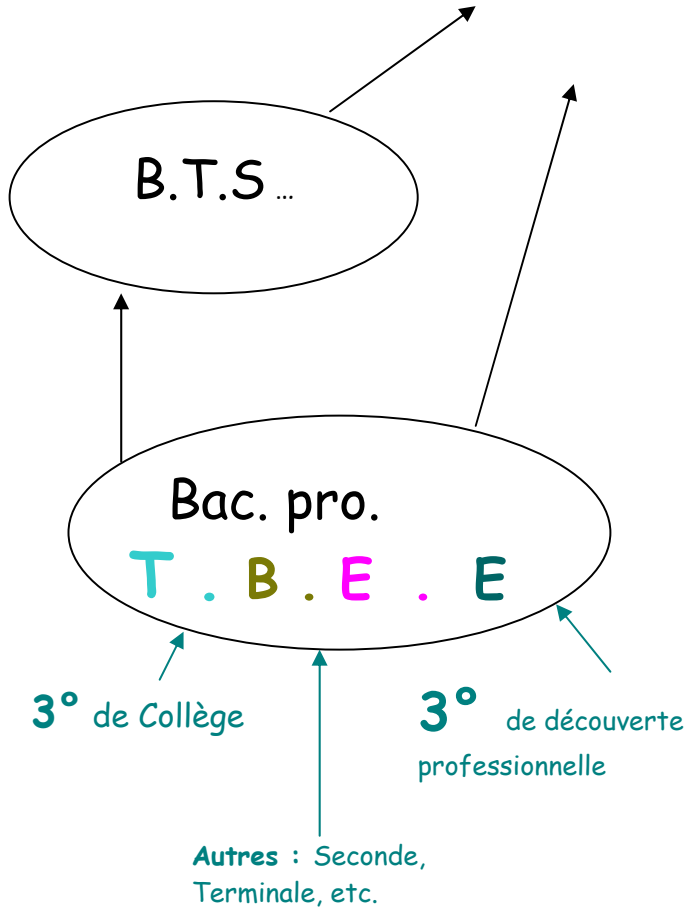 B.T.S ...
Bac. pro.
T . B . E . E
3° de Collège
3° de découverte
professionnelle
Autres : Seconde,
Terminale, etc.